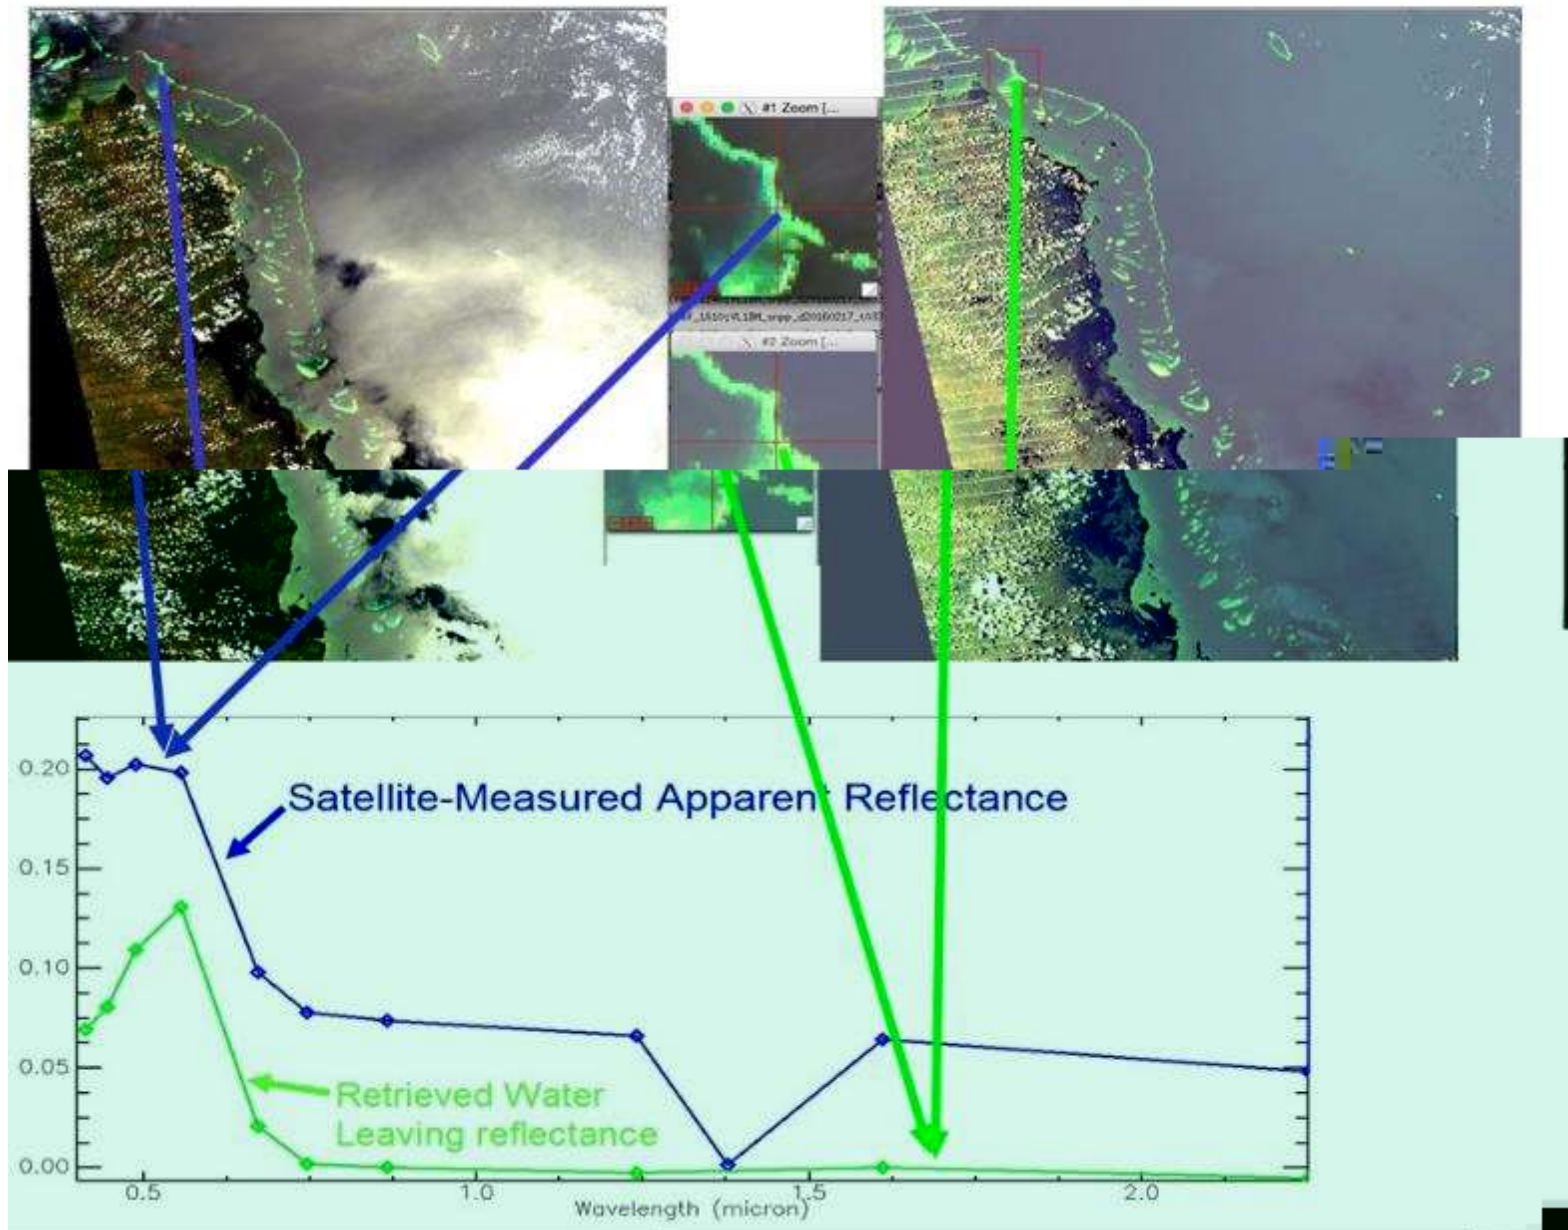 #1 Zoom [...
#2 Zoom [...
Satellite-Measured Apparent Reflectance
Retrieved Water
Leaving reflectance
0.20
0.15
0.10
0.05
0.00
0.5
1.0
1.5
2.0
Wavelength (micron)